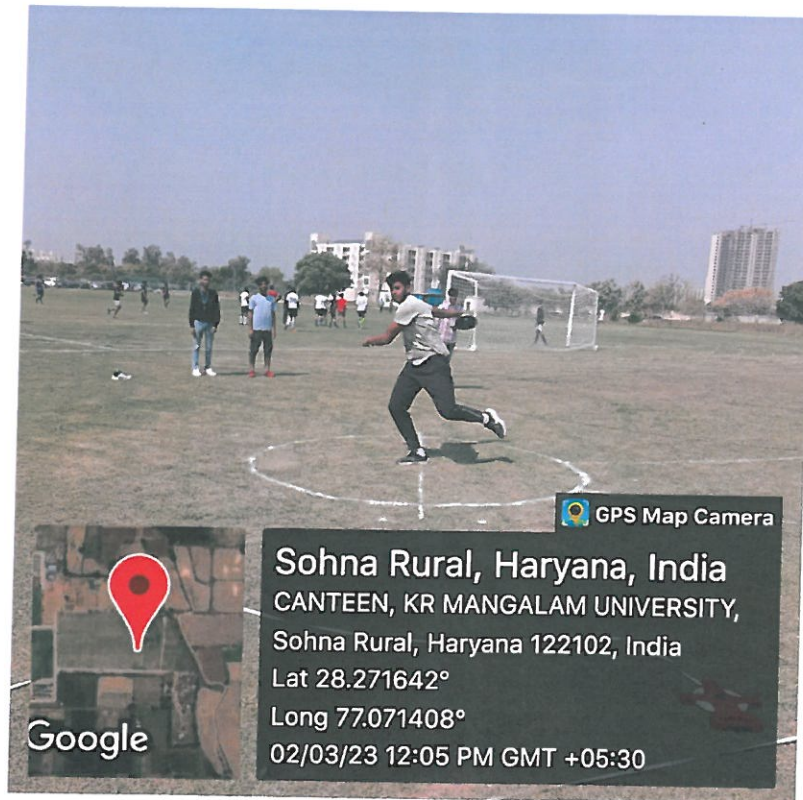 GPS Map Camera
Sohna Rural, Haryana, India
CANTEEN, KR MANGALAM UNIVERSITY,
Sohna Rural, Haryana 122102, India
Lat 28.271642°
Long 77.071408°
02/03/23 12:05 PM GMT +05:30
Google